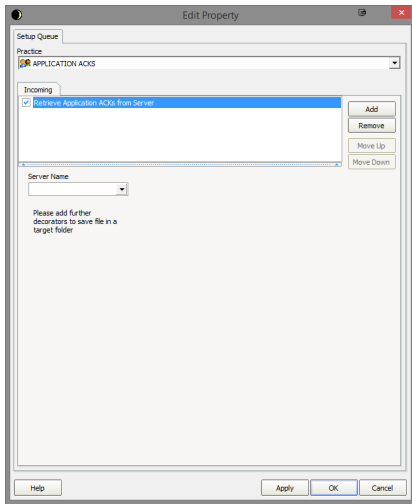 Edit Property
Setup Queue
Practice
APPLICATION ACKS
Incoming
Retrieve Application ACKs from Server
Add
Remove
Move Up
Move Down
Server Name
Please add further
decorators to save file in a
target folder
Help
Apply
OK
Cancel